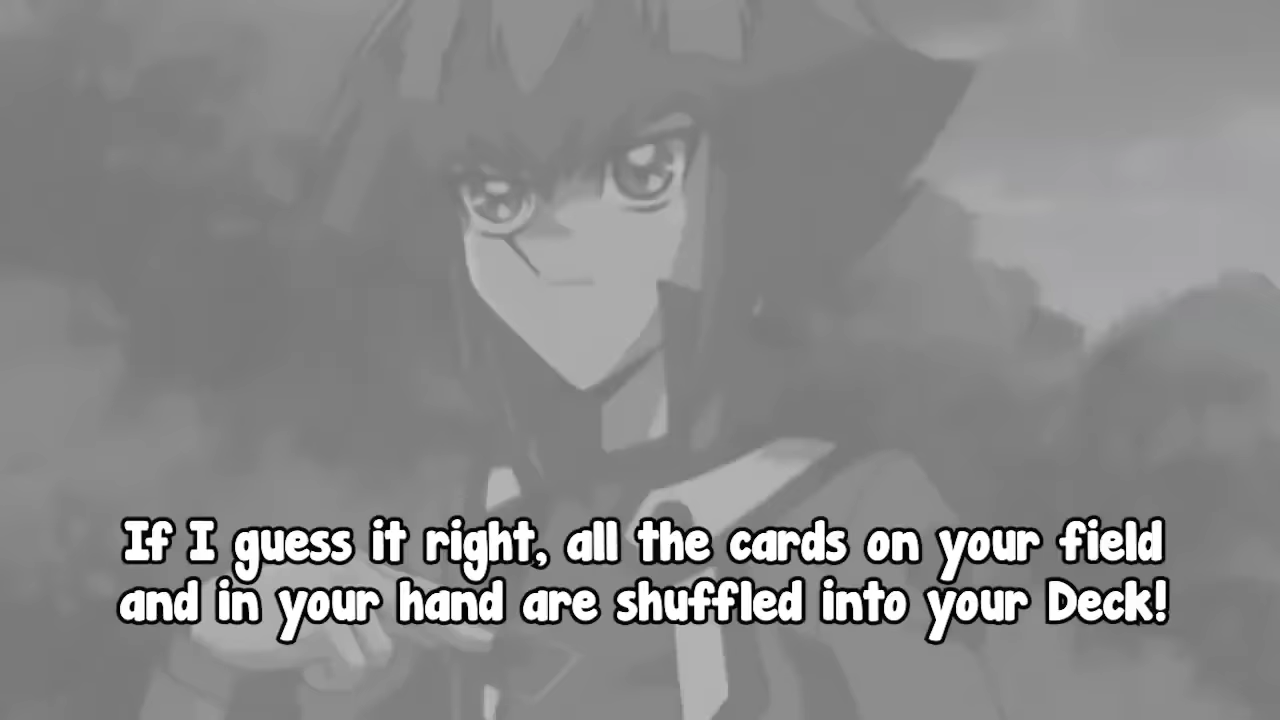 If I guess it right, all the cards on your field
and in your hand are shuffled into your Deck!